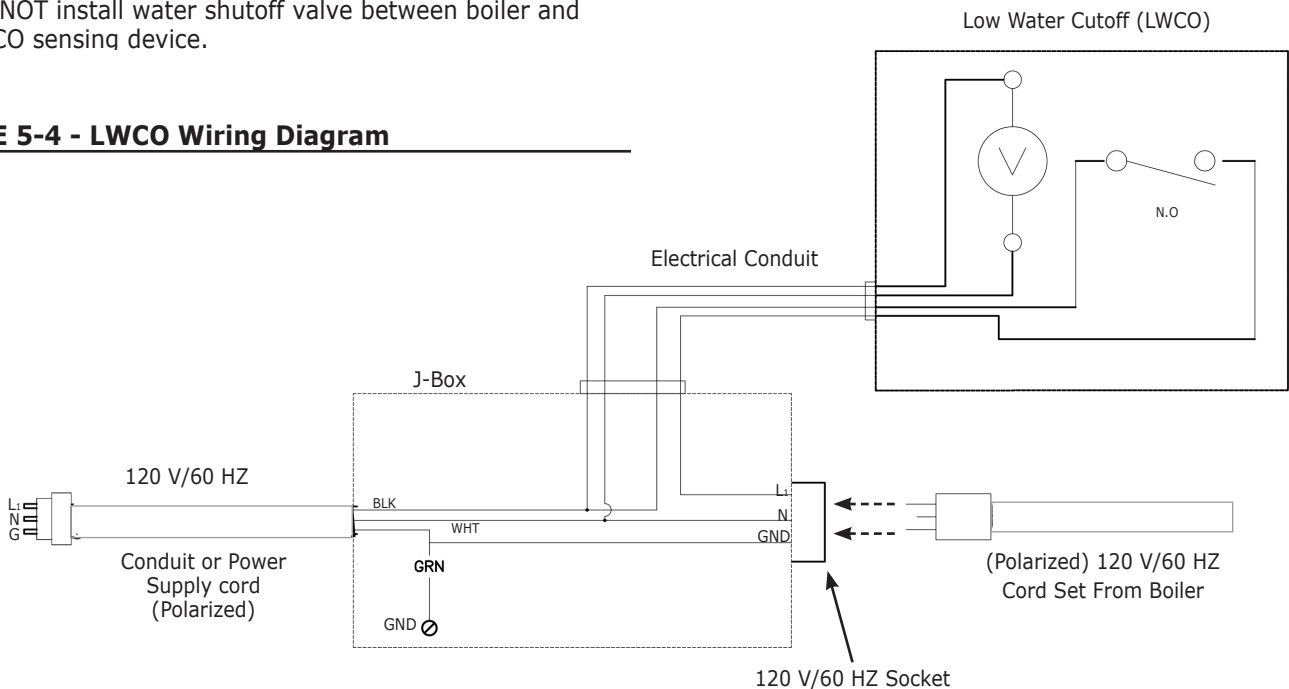 NOT install water shutoff valve between boiler and
CO sensing device.
E 5-4 - LWCO Wiring Diagram
Low Water Cutoff (LWCO)
V
N.O
Electrical Conduit
J-Box
120 V/60 HZ
L1
N
G
BLK
WHT
GRN
GND
L1
N
GND
Conduit or Power
Supply cord
(Polarized)
(Polarized) 120 V/60 HZ
Cord Set From Boiler
120 V/60 HZ Socket